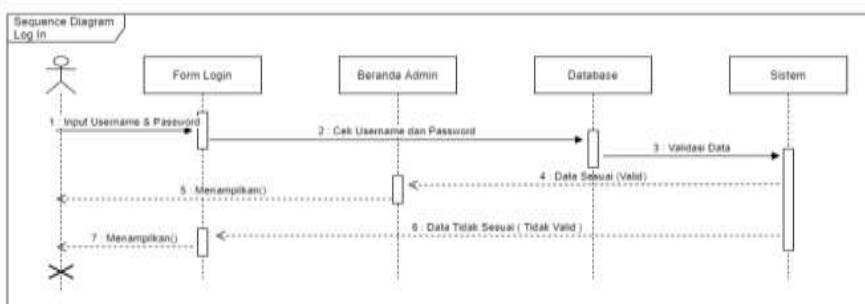 Sequence Diagram
Log In
Form Login
Beranda Admin
Database
Sistem
1 : Input Username & Password
2 : Cek Username dan Password
3 : Validasi Data
4 : Data Sesuai (Valid)
5 : Menampilkan()
6 : Data Tidak Sesuai ( Tidak Valid )
7 : Menampilkan()